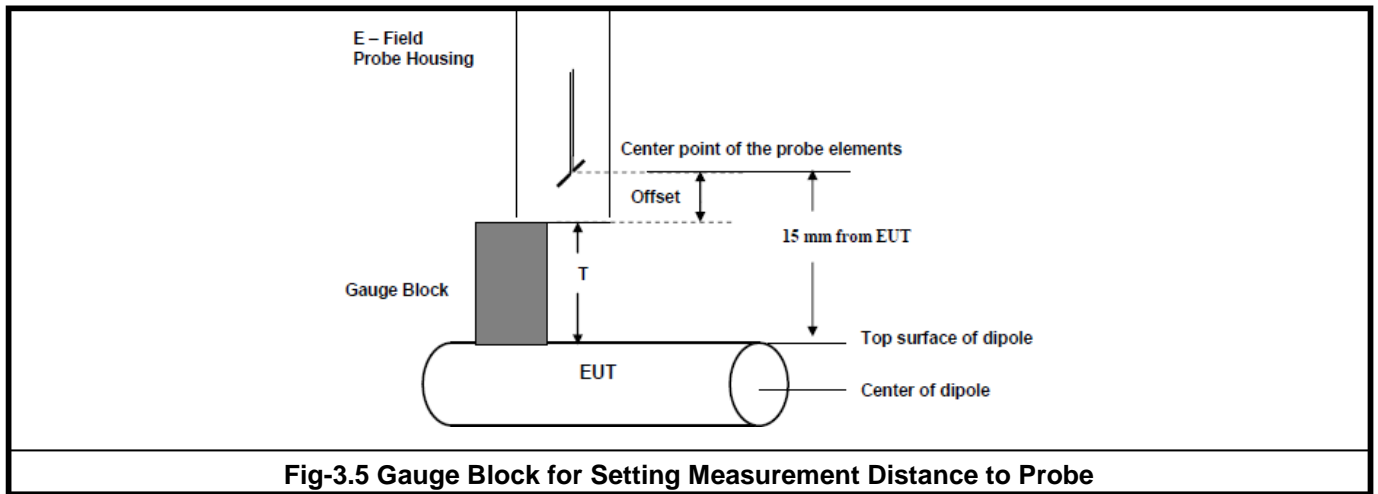 E – Field
Probe Housing
Center point of the probe elements
Offset
15 mm from EUT
T
Gauge Block
Top surface of dipole
EUT
Center of dipole
Fig-3.5 Gauge Block for Setting Measurement Distance to Probe